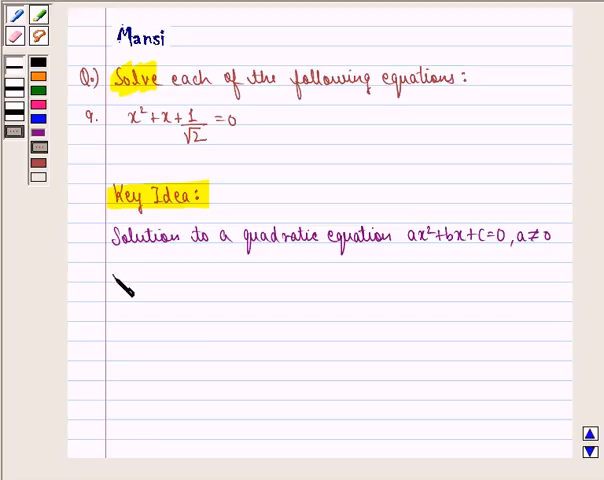 Mansi
Q.) Solve each of the following equations:
9. x² + x + 1/√2 = 0
Key Idea:
Solution to a quadratic equation ax²+bx+c=0, a≠0